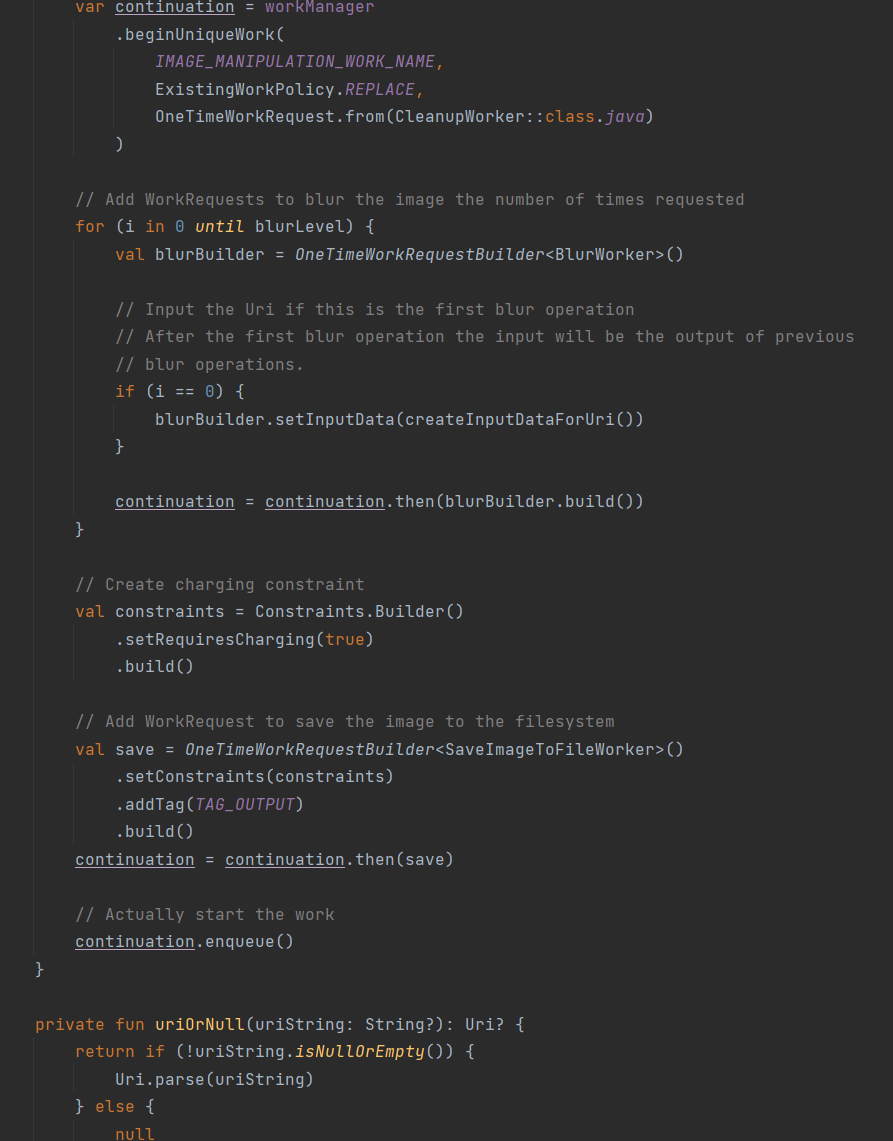 var continuation = workManager
.beginUniqueWork(
IMAGE_MANIPULATION_WORK_NAME,
ExistingWorkPolicy.REPLACE,
OneTimeWorkRequest.from(CleanupWorker::class.java)
)
// Add WorkRequests to blur the image the number of times requested
for (i in 0 until blurLevel) {
val blurBuilder = OneTimeWorkRequestBuilder<BlurWorker>()
// Input the Uri if this is the first blur operation
// After the first blur operation the input will be the output of previous
// blur operations.
if (i == 0) {
blurBuilder.setInputData(createInputDataForUri())
}
continuation = continuation.then(blurBuilder.build())
}
// Create charging constraint
val constraints = Constraints.Builder()
.setRequiresCharging(true)
.build()
// Add WorkRequest to save the image to the filesystem
val save = OneTimeWorkRequestBuilder<SaveImageToFileWorker>()
.setConstraints(constraints)
.addTag(TAG_OUTPUT)
.build()
continuation = continuation.then(save)
// Actually start the work
continuation.enqueue()
}
private fun uriOrNull(uriString: String?): Uri? {
return if (!uriString.isNullOrEmpty()) {
Uri.parse(uriString)
} else {
null